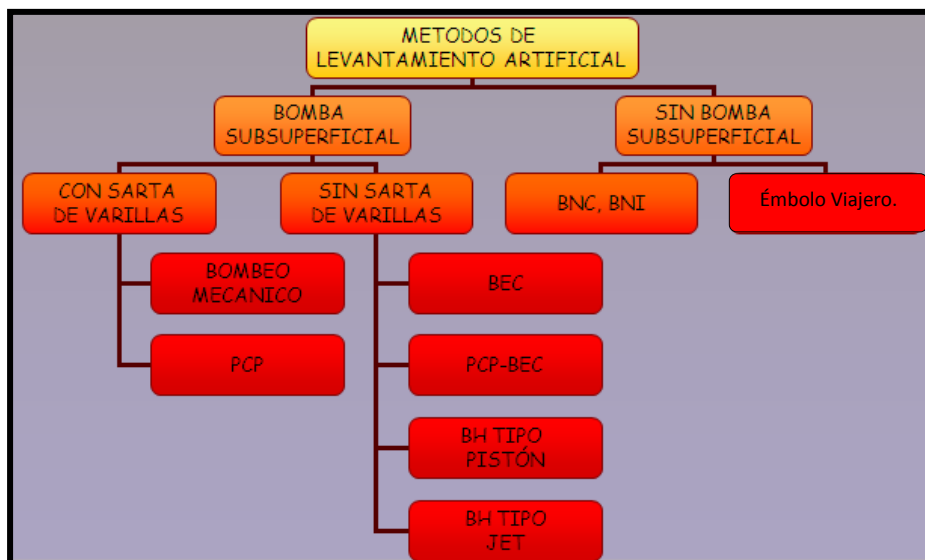 METODOS DE
LEVANTAMIENTO ARTIFICIAL
BOMBA
SUBSUPERFICIAL
SIN BOMBA
SUBSUPERFICIAL
CON SARTA
DE VARILLAS
SIN SARTA
DE VARILLAS
BNC, BNI
Émbolo Viajero.
BOMBEO
MECANICO
BEC
PCP
PCP-BEC
BH TIPO
PISTÓN
BH TIPO
JET